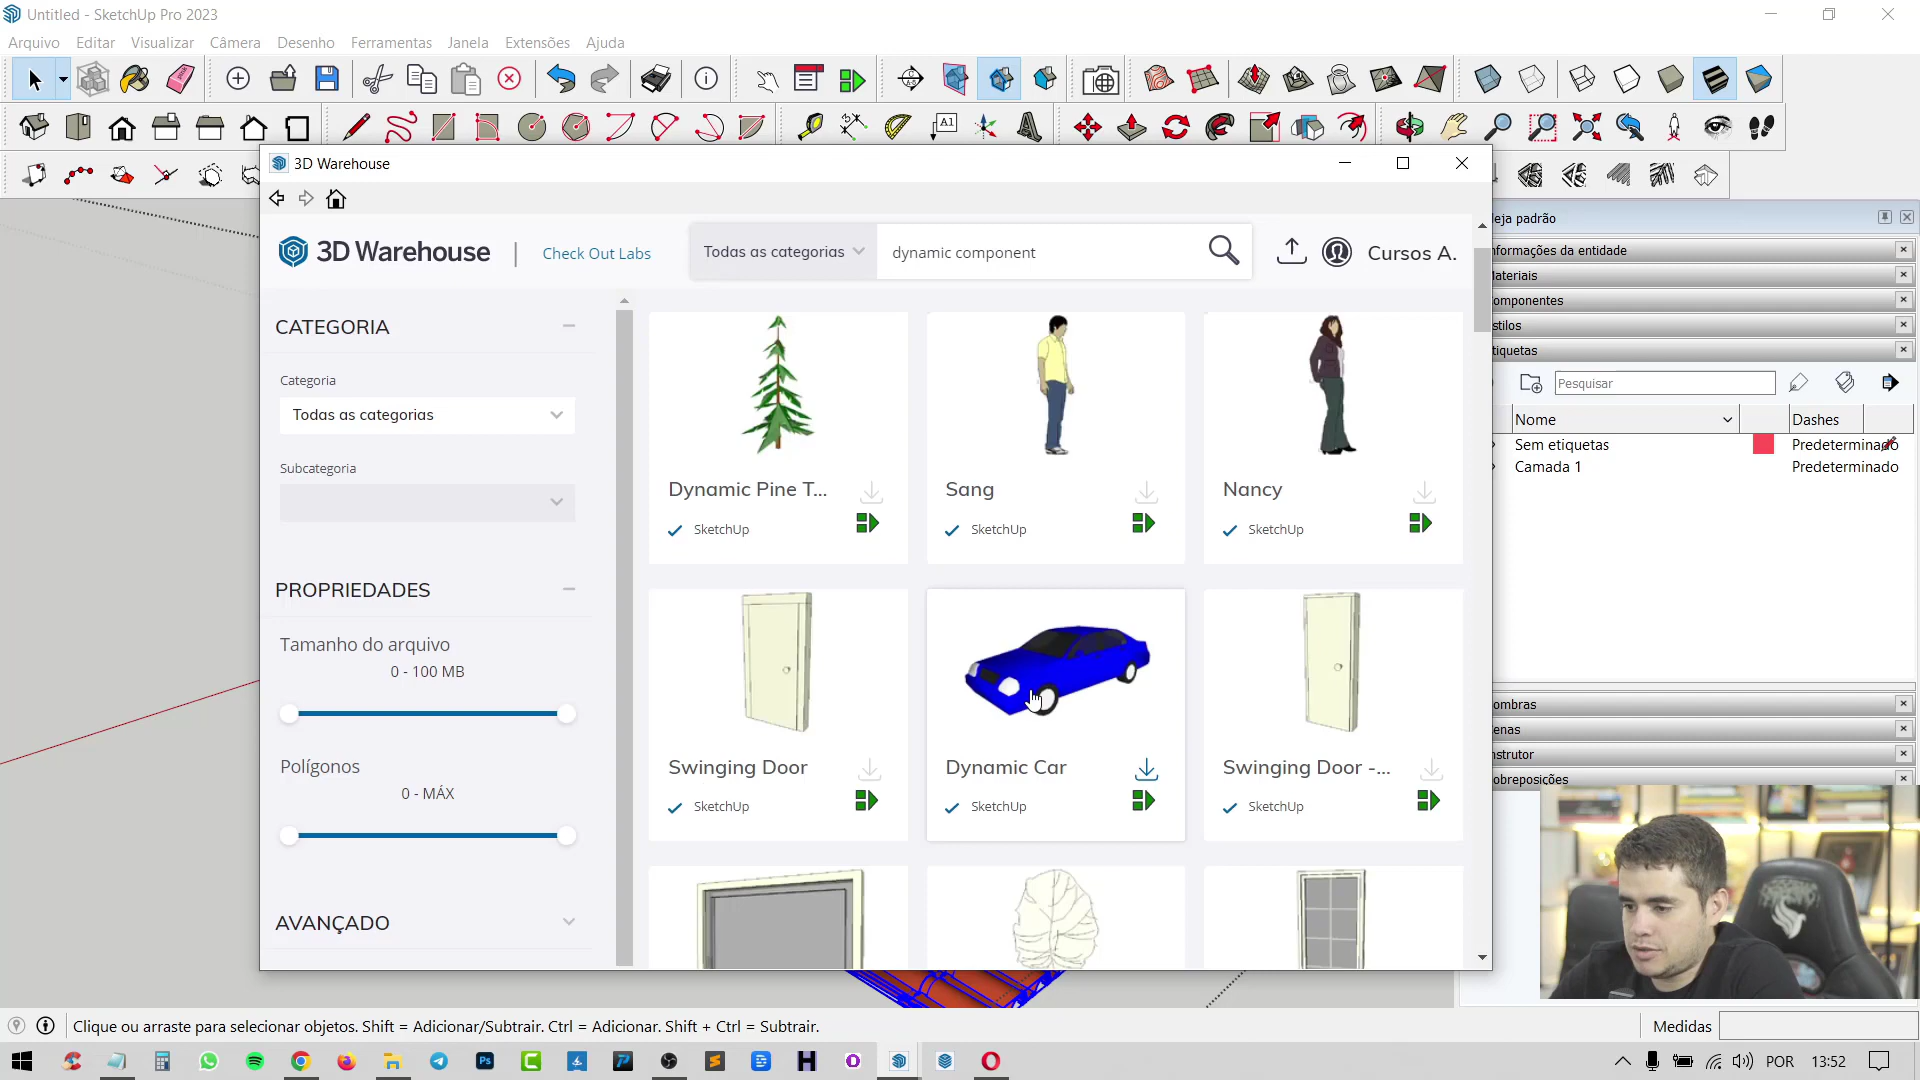 Untitled - SketchUp Pro 2023
Arquivo Editar Visualizar Câmera Desenho Ferramentas Janela Extensões Ajuda
A1
3D Warehouse
3D Warehouse | Check Out Labs
Todas as categorias
dynamic component
Cursos A.
CATEGORIA
Categoria
Todas as categorias
Subcategoria
PROPRIEDADES
Tamanho do arquivo
0 - 100 MB
Polígonos
0 - MÁX
AVANÇADO
Dynamic Pine T...
SketchUp
Sang
SketchUp
Nancy
SketchUp
Swinging Door
SketchUp
Dynamic Car
SketchUp
Swinging Door -...
SketchUp
eja padrão
nformações da entidade
ateriais
omponentes
stilos
tiquetas
Pesquisar
Nome Dashes
Sem etiquetas Predeterminado
Camada 1 Predeterminado
ombras
enas
nstrutor
obreposições
Clique ou arraste para selecionar objetos. Shift = Adicionar/Subtrair. Ctrl = Adicionar. Shift + Ctrl = Subtrair.
Medidas
Ps
POR
13:52